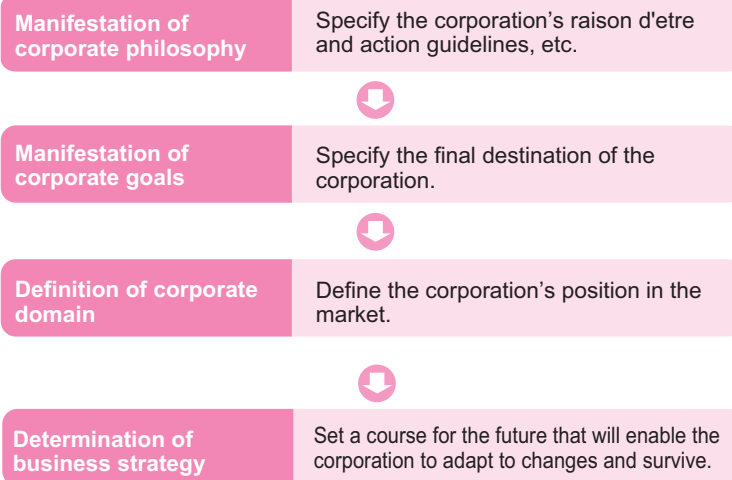 Manifestation of
corporate philosophy
Specify the corporation’s raison d'etre
and action guidelines, etc.
Manifestation of
corporate goals
Specify the final destination of the
corporation.
Definition of corporate
domain
Define the corporation’s position in the
market.
Determination of
business strategy
Set a course for the future that will enable the
corporation to adapt to changes and survive.